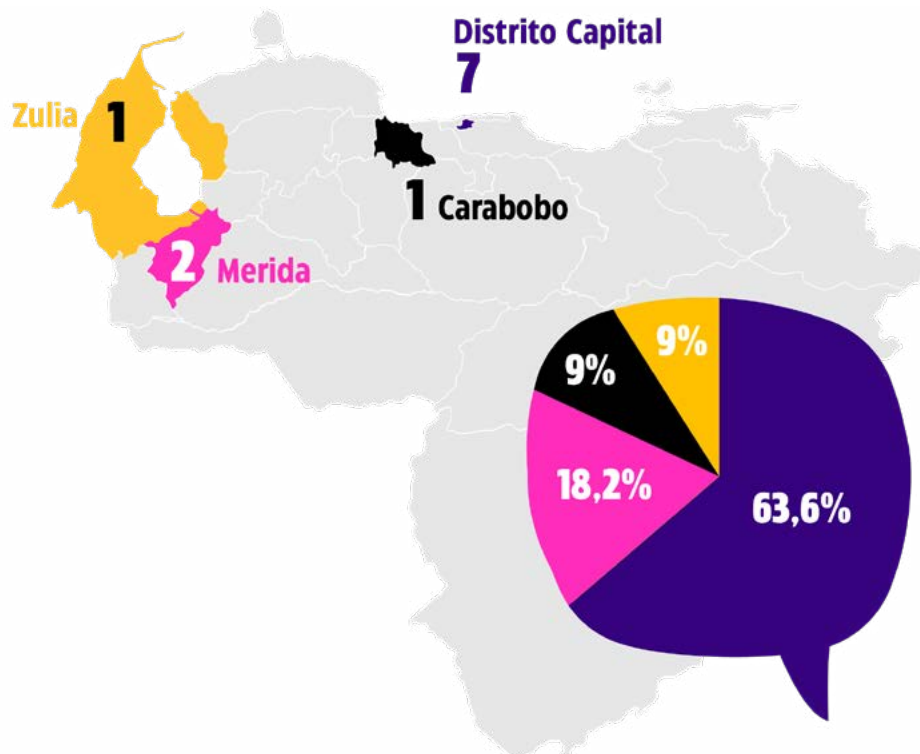 Distrito Capital
7
Zulia
1
1 Carabobo
2 Merida
9%
9%
18,2%
63,6%